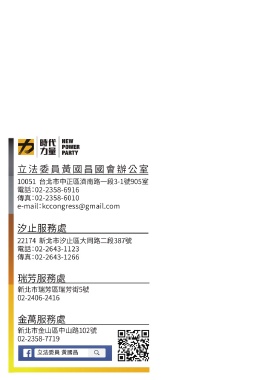 時代力量 NEW POWER PARTY
立法委員黃國昌國會辦公室
10051 台北市中正區濟南路一段3-1號905室
電話:02-2358-6916
傳真:02-2358-6010
e-mail:kccongress@gmail.com
汐止服務處
22174 新北市汐止區大同路二段387號
電話:02-2643-1123
傳真:02-2643-1266
瑞芳服務處
新北市瑞芳區瑞芳街5號
02-2406-2416
金萬服務處
新北市金山區中山路102號
02-2358-7719
f 立法委員 黃國昌